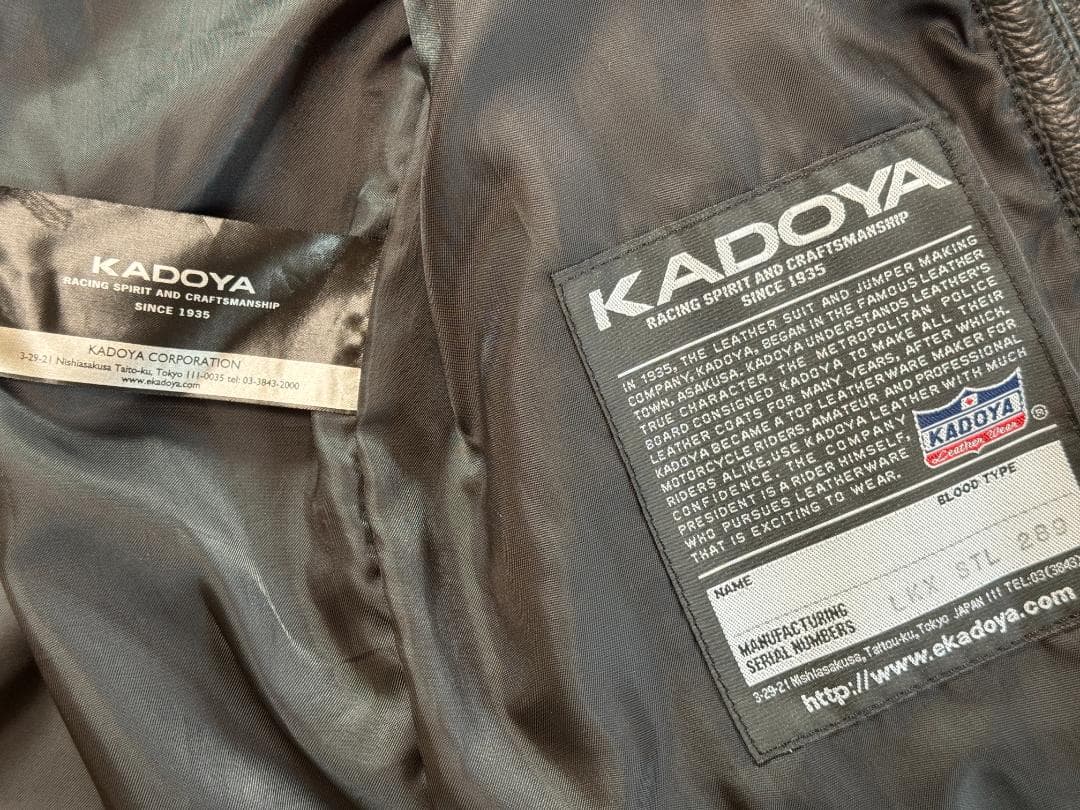 KADOYA
RACING SPIRIT AND CRAFTSMANSHIP
SINCE 1935
KADOYA CORPORATION
3-29-21 Nishiasakusa Taito-ku, Tokyo 111-0035 tel: 03-3843-2000
www.ekadoya.com
KADOYA
RACING SPIRIT AND CRAFTSMANSHIP
SINCE 1935
IN 1935, THE LEATHER SUIT AND JUMPER MAKING
COMPANY, KADOYA, BEGAN IN THE FAMOUS LEATHER
TOWN, ASAKUSA. KADOYA UNDERSTANDS LEATHER'S
TRUE CHARACTER. THE METROPOLITAN POLICE
BOARD CONSIGNED KADOYA TO MAKE ALL THEIR
LEATHER COATS FOR MANY YEARS, AFTER WHICH.
KADOYA BECAME A TOP LEATHERWARE MAKER FOR
MOTORCYCLE RIDERS. AMATEUR AND PROFESSIONAL
RIDERS ALIKE, USE KADOYA LEATHER WITH MUCH
CONFIDENCE. THE COMPANY
PRESIDENT IS A RIDER HIMSELF,
WHO PURSUES LEATHERWARE
THAT IS EXCITING TO WEAR.
KADOYA ®
Leather Wear
NAME
BLOOD TYPE
MANUFACTURING
SERIAL NUMBERS
STL
3-29-21 Nishiasakusa, Taitou-ku, Tokyo JAPAN 111 TEL:03(3843)
http://www.ekadoya.com